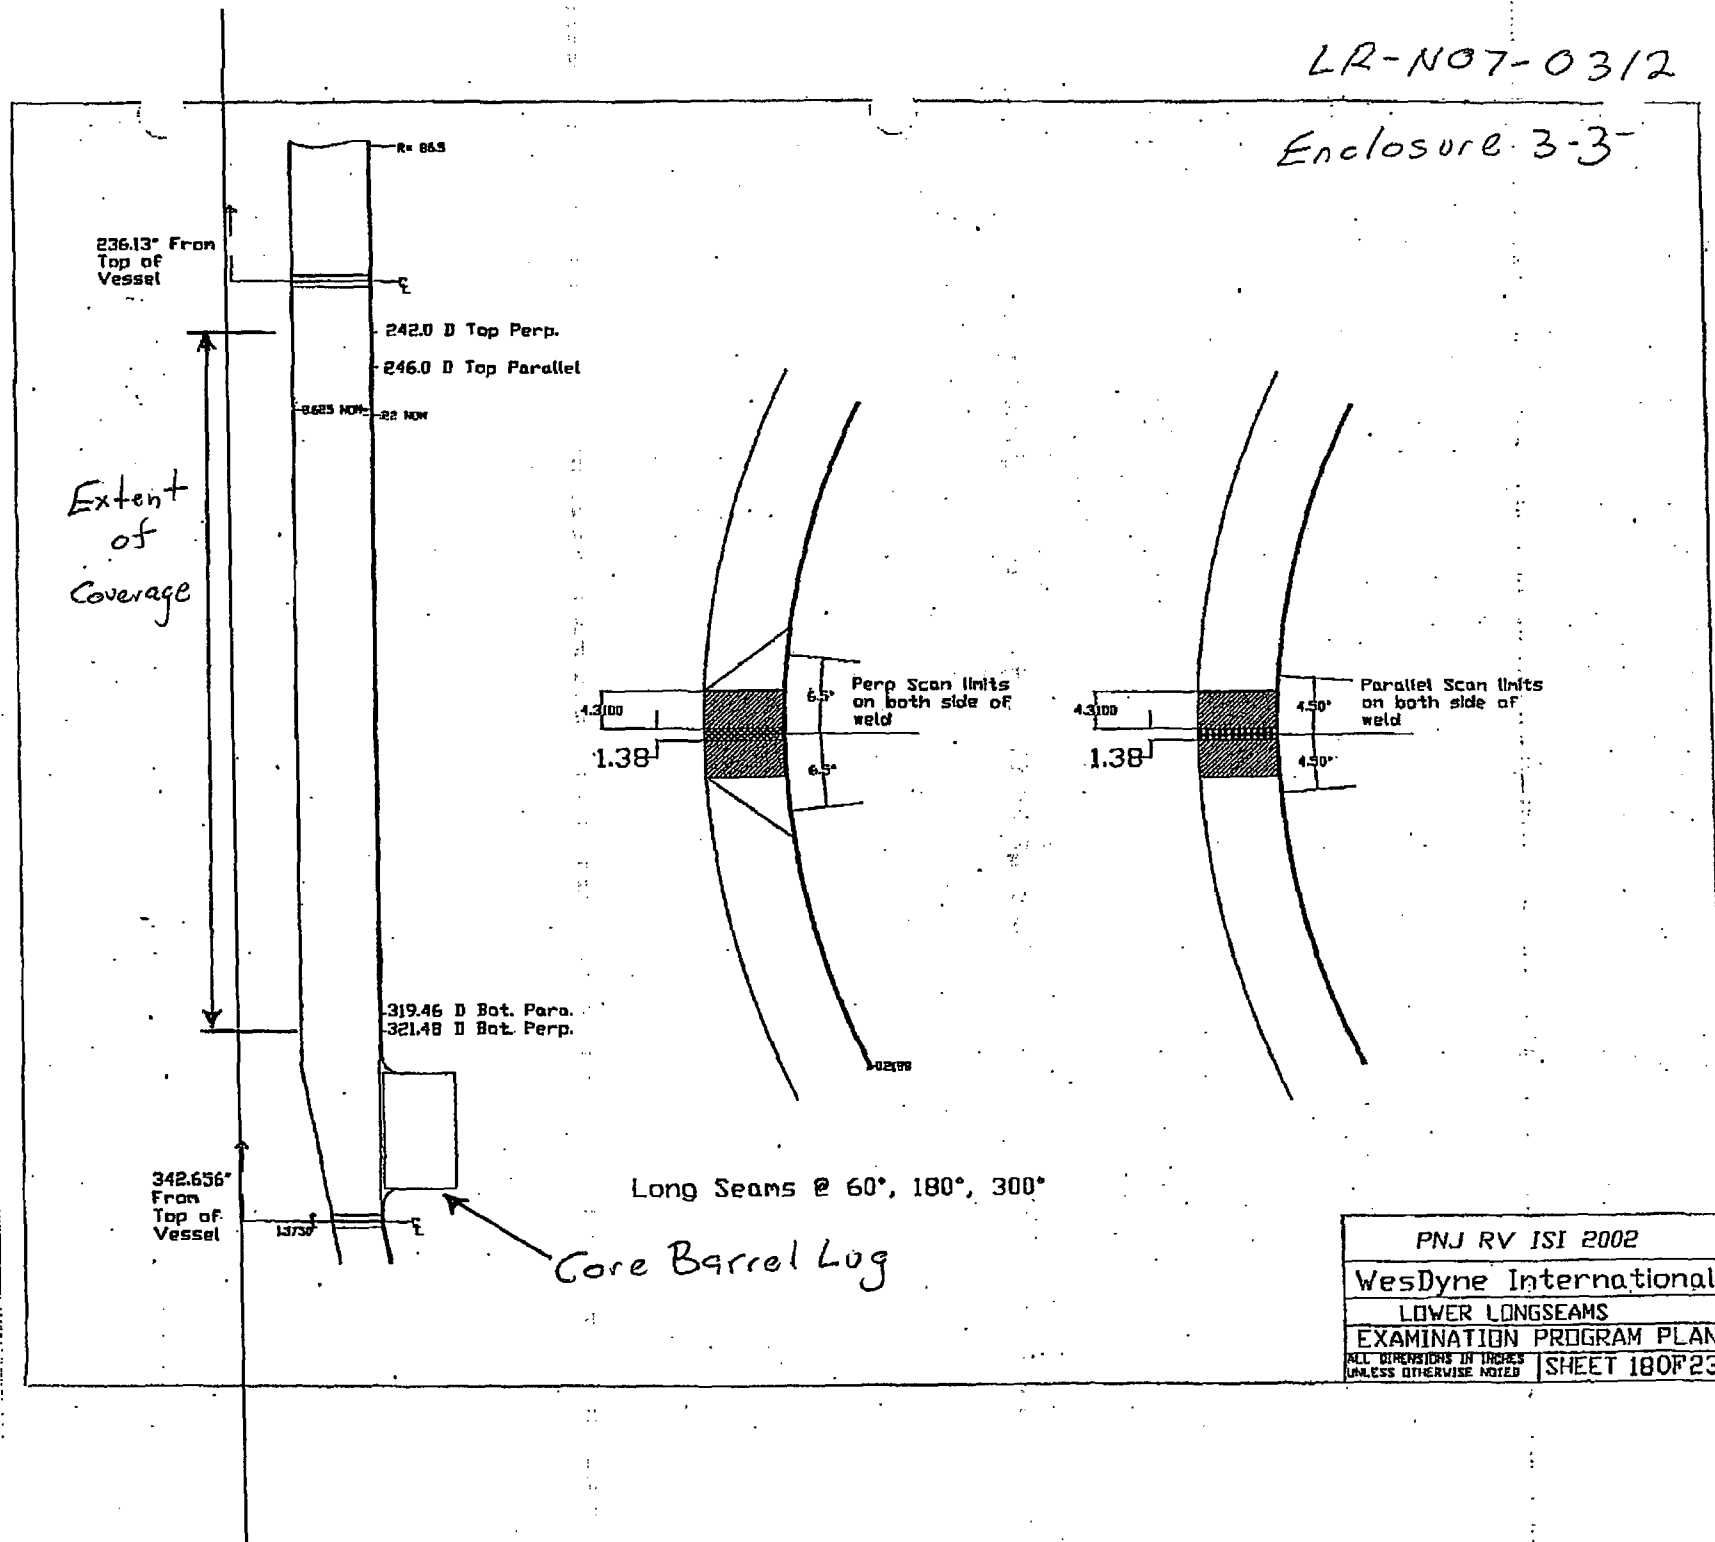 LR-N07-0312
Enclosure 3-3
R= 86.5
236.13" From
Top of
Vessel
242.0 D Top Perp.
246.0 D Top Parallel
8.625 NOM
.22 NOM
Extent
of
Coverage
4.3100
1.38
6.5°
6.5°
Perp Scan limits
on both side of
weld
4.3100
1.38
4.50°
4.50°
Parallel Scan limits
on both side of
weld
319.46 D Bot. Para.
321.48 D Bot. Perp.
342.656"
From
Top of
Vessel
Long Seams @ 60°, 180°, 300°
Core Barrel Lug
PNJ RV ISI 2002
WesDyne International
LOWER LONGSEAMS
EXAMINATION PROGRAM PLAN
ALL DIMENSIONS IN INCHES
UNLESS OTHERWISE NOTED
SHEET 18OF23